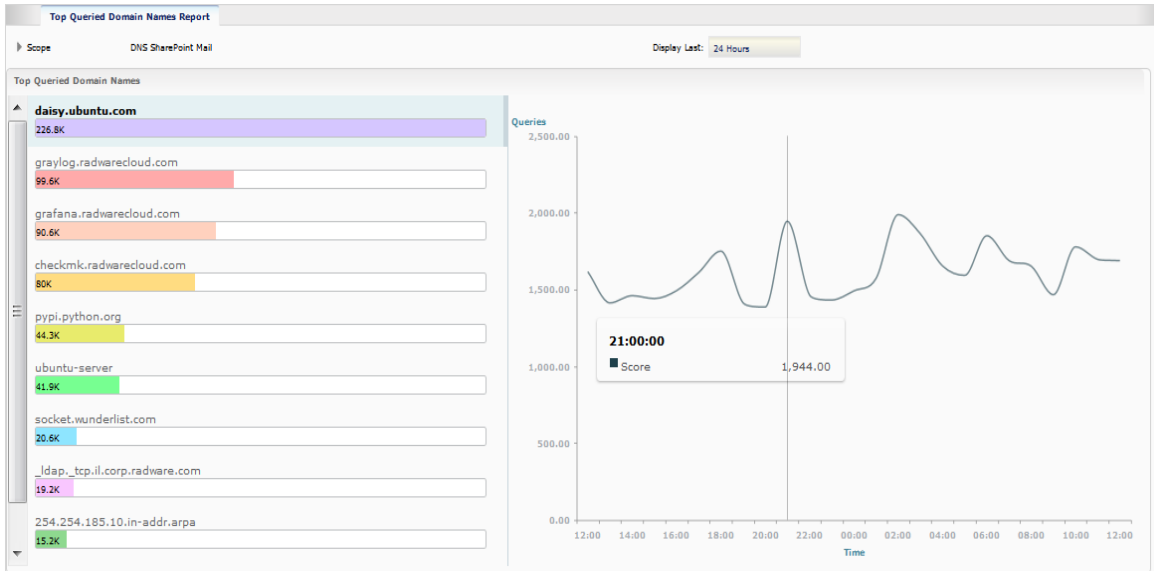 Top Queried Domain Names Report
Scope DNS SharePoint Mail Display Last: 24 Hours
Top Queried Domain Names
daisy.ubuntu.com
226.8K
graylog.radwarecloud.com
99.6K
grafana.radwarecloud.com
90.6K
checkmk.radwarecloud.com
80K
pypi.python.org
44.3K
ubuntu-server
41.9K
socket.wunderlist.com
20.6K
_ldap._tcp.il.corp.radware.com
19.2K
254.254.185.10.in-addr.arpa
15.2K
Queries
2,500.00
2,000.00
1,500.00
1,000.00
500.00
0.00
21:00:00
Score 1,944.00
12:00 14:00 16:00 18:00 20:00 22:00 00:00 02:00 04:00 06:00 08:00 10:00 12:00
Time